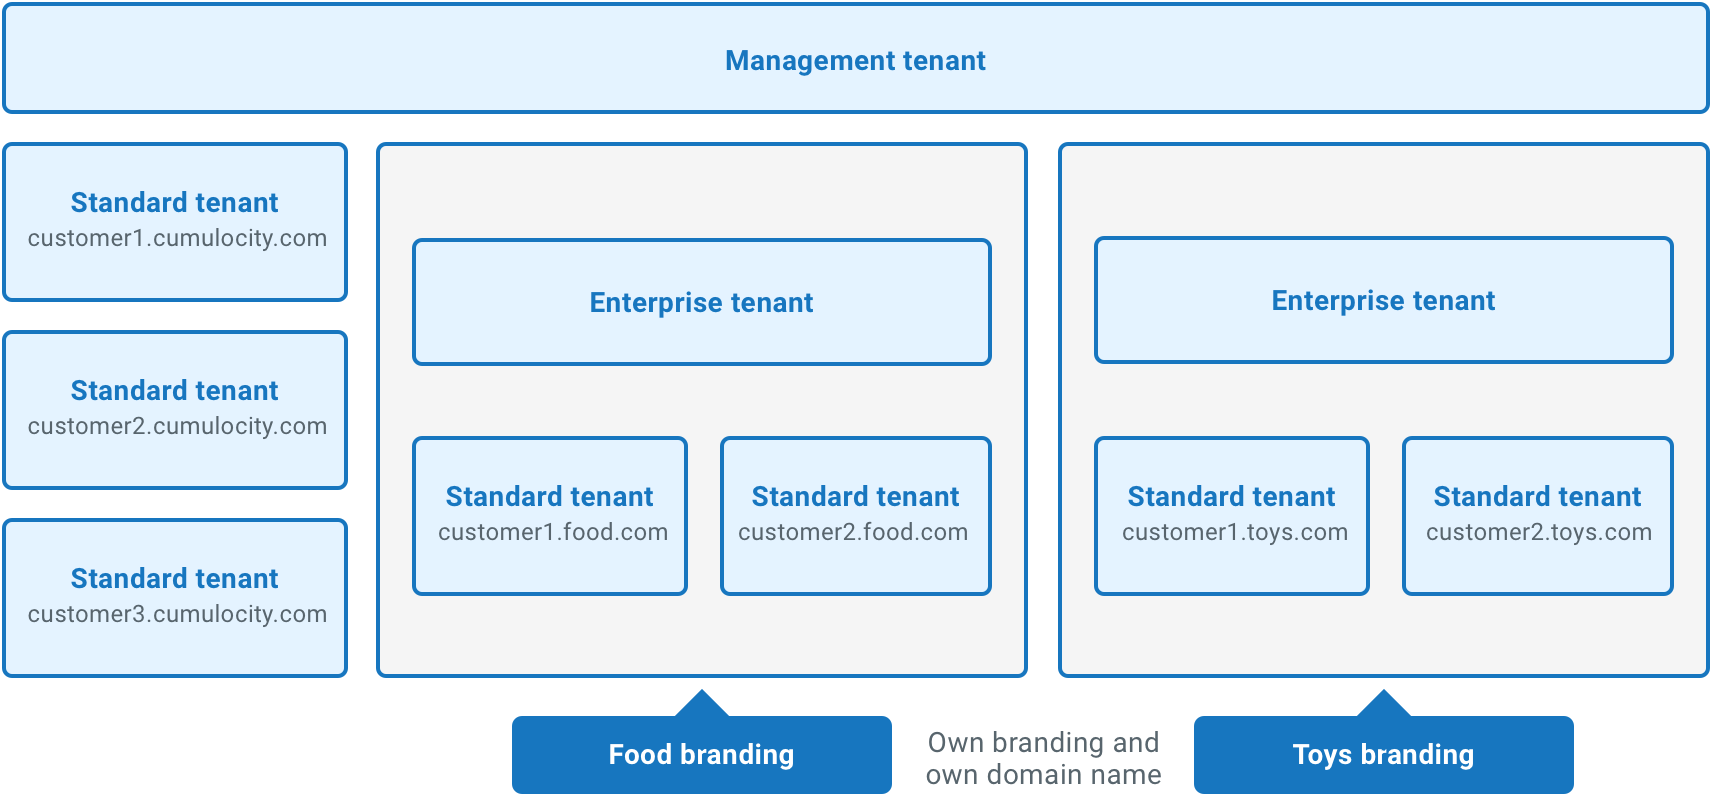 Management tenant
Standard tenant
customer1.cumulocity.com
Standard tenant
customer2.cumulocity.com
Standard tenant
customer3.cumulocity.com
Enterprise tenant
Standard tenant
customer1.food.com
Standard tenant
customer2.food.com
Enterprise tenant
Standard tenant
customer1.toys.com
Standard tenant
customer2.toys.com
Food branding
Own branding and
own domain name
Toys branding